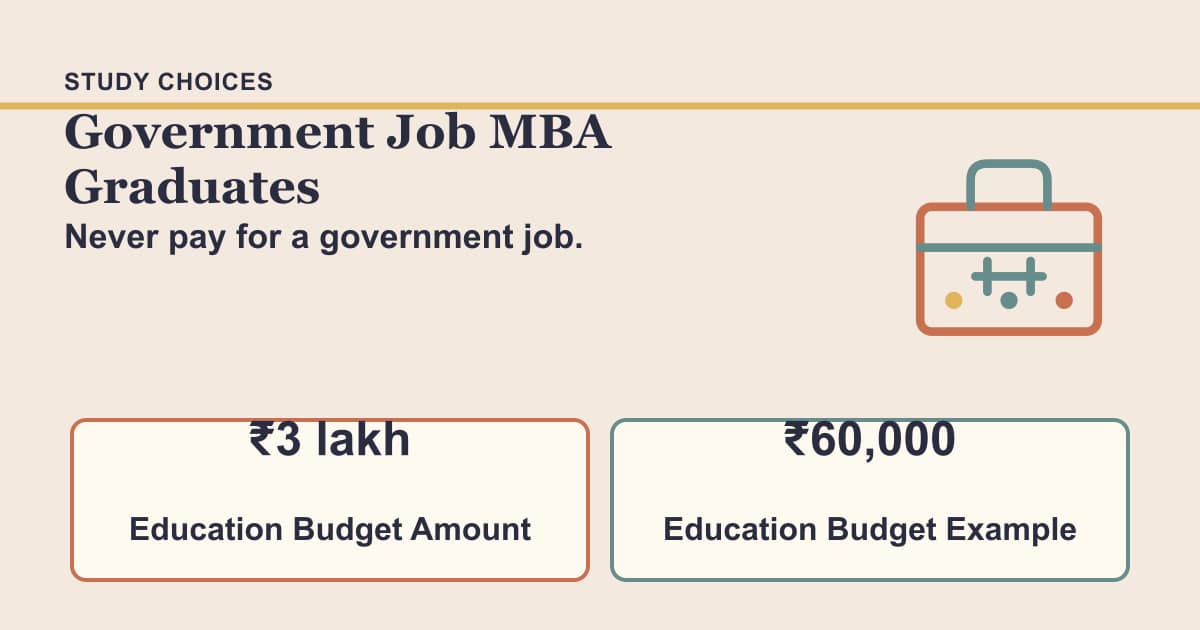 STUDY CHOICES
Government Job MBA
Graduates
Never pay for a government job.
₹3 lakh
Education Budget Amount
₹60,000
Education Budget Example